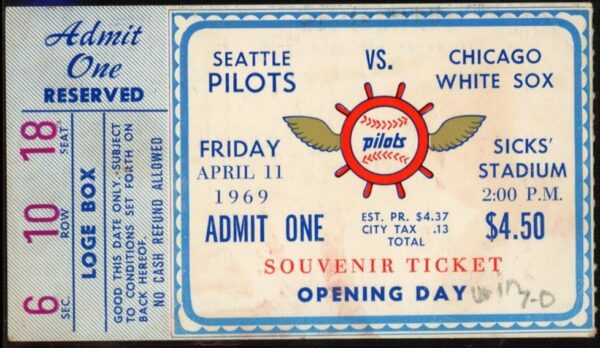 Admit
One
RESERVED
18
SEAT
10
ROW
6
SEC.
LOGE BOX
GOOD THIS DATE ONLY - SUBJECT
TO CONDITIONS SET FORTH ON
BACK HEREOF.
NO CASH REFUND ALLOWED
SEATTLE
PILOTS
VS.
CHICAGO
WHITE SOX
pilots
FRIDAY
APRIL 11
1969
SICKS'
STADIUM
2:00 P.M.
ADMIT ONE
EST. PR. $4.37
CITY TAX .13
TOTAL
$4.50
SOUVENIR TICKET
OPENING DAY
7-0